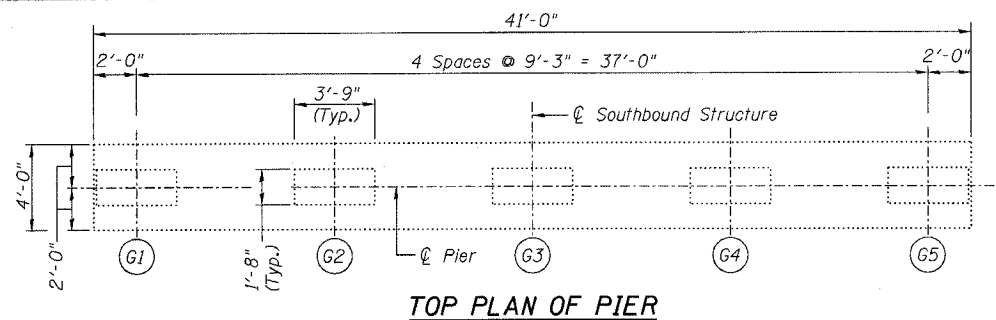 41'-0"
2'-0"
4 Spaces @ 9'-3" = 37'-0"
2'-0"
3'-9"
(Typ.)
℄ Southbound Structure
4'-0"
2'-0"
1'-8"
(Typ.)
℄ Pier
G1
G2
G3
G4
G5
TOP PLAN OF PIER